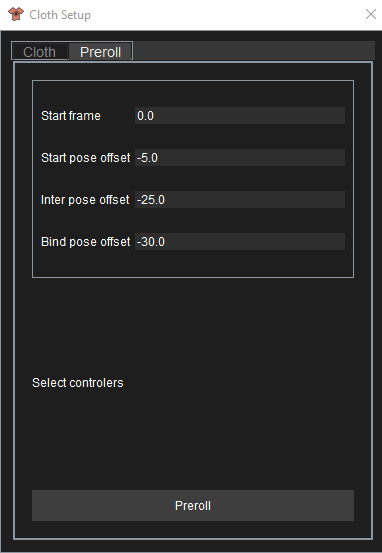 Cloth Setup
Cloth Preroll
Start frame 0.0
Start pose offset -5.0
Inter pose offset -25.0
Bind pose offset -30.0
Select controlers
Preroll